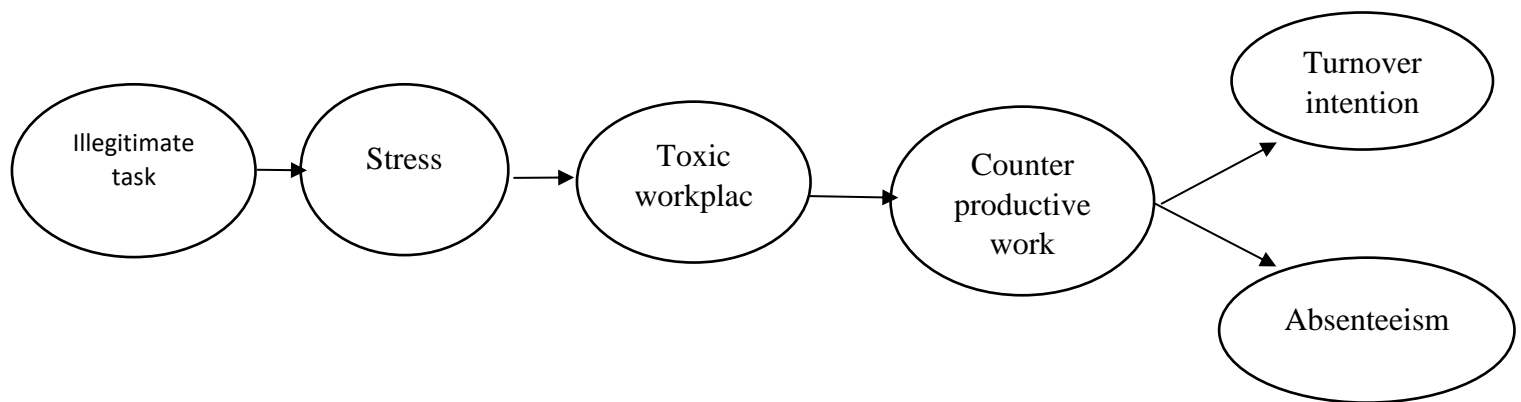 Illegitimate
task
Stress
Toxic
workplac
Counter
productive
work
Turnover
intention
Absenteeism